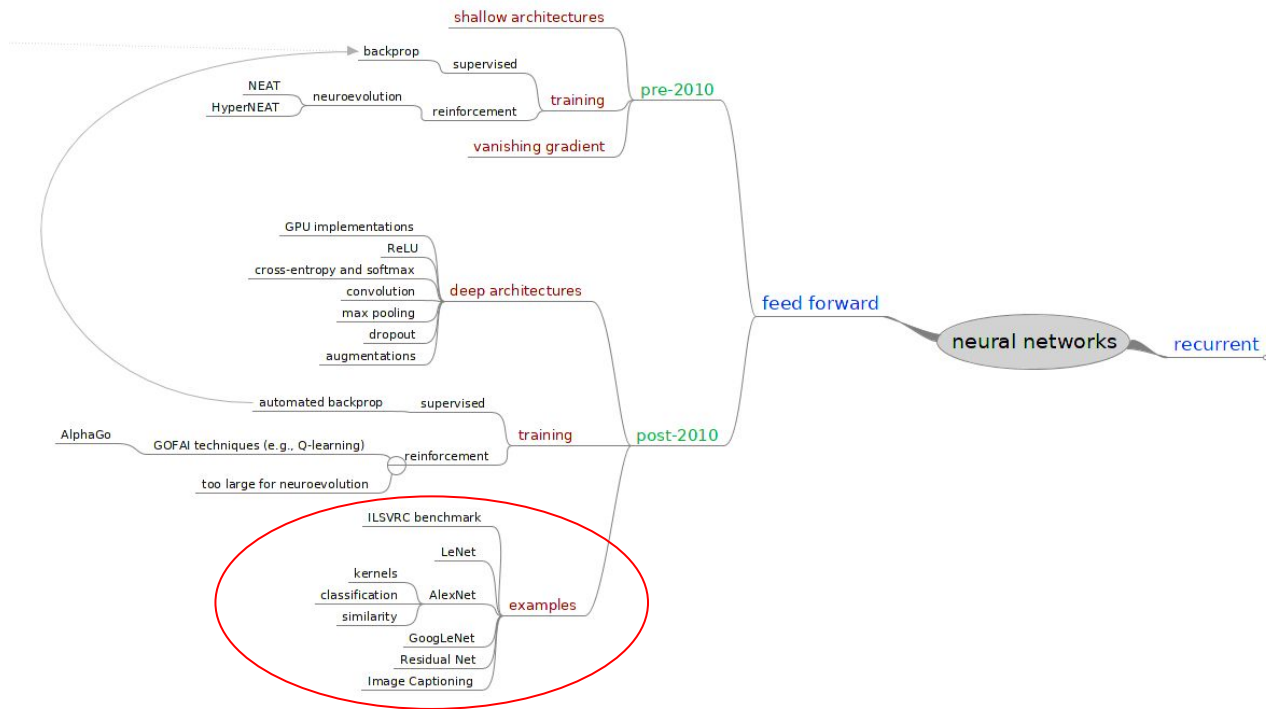 shallow architectures
backprop
supervised
NEAT
HyperNEAT
neuroevolution
reinforcement
training
pre-2010
vanishing gradient
GPU implementations
ReLU
cross-entropy and softmax
convolution
max pooling
dropout
augmentations
deep architectures
feed forward
neural networks
recurrent
automated backprop
supervised
AlphaGo
GOFAI techniques (e.g., Q-learning)
too large for neuroevolution
reinforcement
training
post-2010
ILSVRC benchmark
LeNet
kernels
classification
similarity
AlexNet
examples
GoogLeNet
Residual Net
Image Captioning